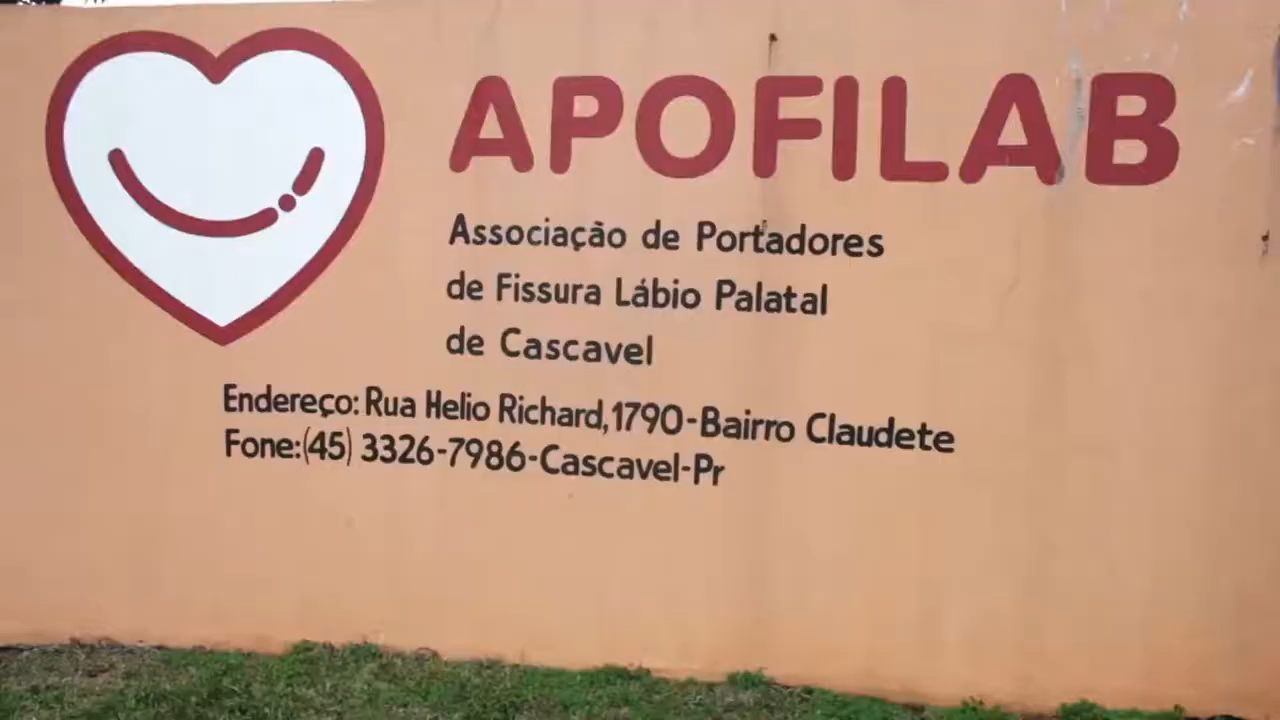 APOFILAB
Associação de Portadores
de Fissura Lábio Palatal
de Cascavel
Endereço: Rua Helio Richard, 1790-Bairro Claudete
Fone: (45) 3326-7986-Cascavel-Pr